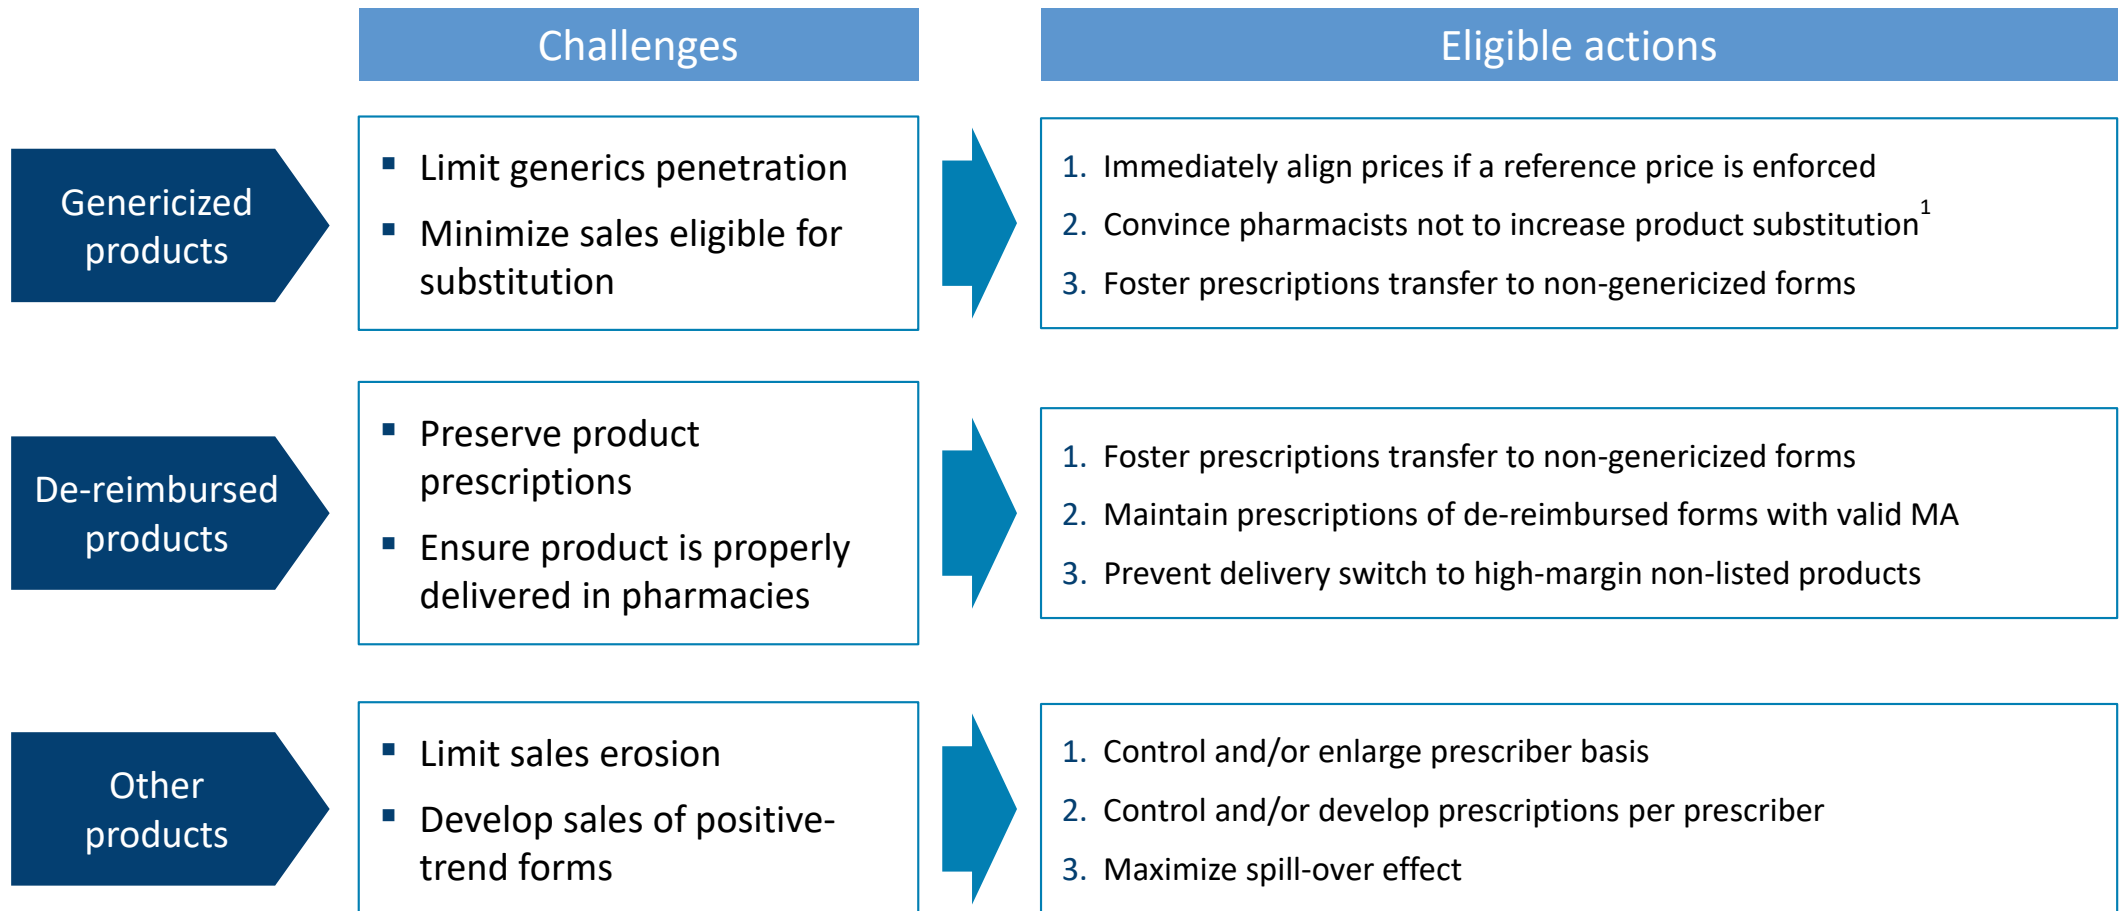 Challenges
Eligible actions
Genericized
products
▪ Limit generics penetration
▪ Minimize sales eligible for
substitution
1. Immediately align prices if a reference price is enforced
2. Convince pharmacists not to increase product substitution¹
3. Foster prescriptions transfer to non-genericized forms
De-reimbursed
products
▪ Preserve product
prescriptions
▪ Ensure product is properly
delivered in pharmacies
1. Foster prescriptions transfer to non-genericized forms
2. Maintain prescriptions of de-reimbursed forms with valid MA
3. Prevent delivery switch to high-margin non-listed products
Other
products
▪ Limit sales erosion
▪ Develop sales of positive-
trend forms
1. Control and/or enlarge prescriber basis
2. Control and/or develop prescriptions per prescriber
3. Maximize spill-over effect